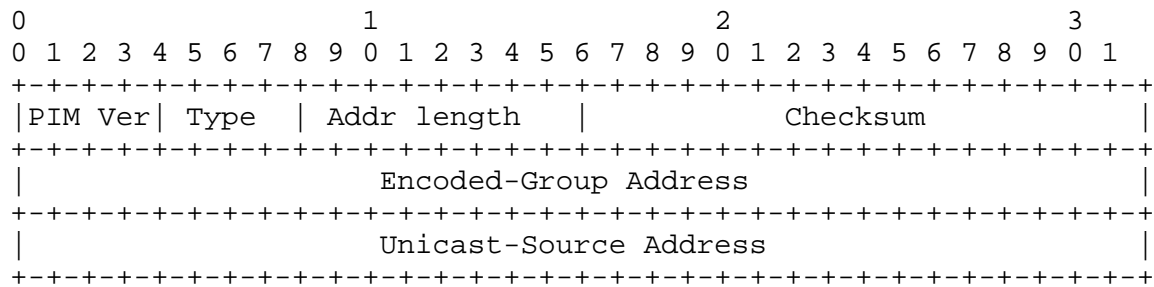 0                   1                   2                   3
0 1 2 3 4 5 6 7 8 9 0 1 2 3 4 5 6 7 8 9 0 1 2 3 4 5 6 7 8 9 0 1
+-+-+-+-+-+-+-+-+-+-+-+-+-+-+-+-+-+-+-+-+-+-+-+-+-+-+-+-+-+-+-+-+
|PIM Ver| Type  | Addr length   |           Checksum            |
+-+-+-+-+-+-+-+-+-+-+-+-+-+-+-+-+-+-+-+-+-+-+-+-+-+-+-+-+-+-+-+-+
|                    Encoded-Group Address                      |
+-+-+-+-+-+-+-+-+-+-+-+-+-+-+-+-+-+-+-+-+-+-+-+-+-+-+-+-+-+-+-+-+
|                    Unicast-Source Address                     |
+-+-+-+-+-+-+-+-+-+-+-+-+-+-+-+-+-+-+-+-+-+-+-+-+-+-+-+-+-+-+-+-+